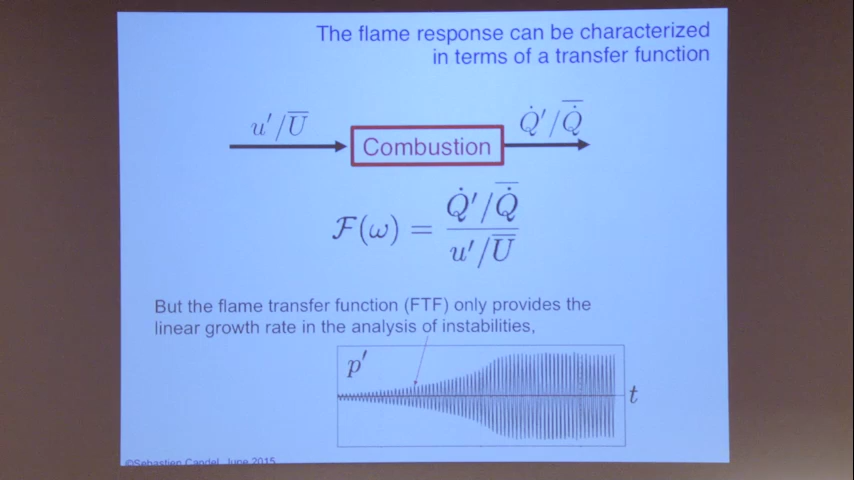 The flame response can be characterized
in terms of a transfer function
u′/U̅
Q̇′/Q̇̅
Combustion
ℱ(ω) = (Q̇′/Q̇̅)/(u′/U̅)
But the flame transfer function (FTF) only provides the
linear growth rate in the analysis of instabilities,
p′
t
©Sebastien Candel, June 2015